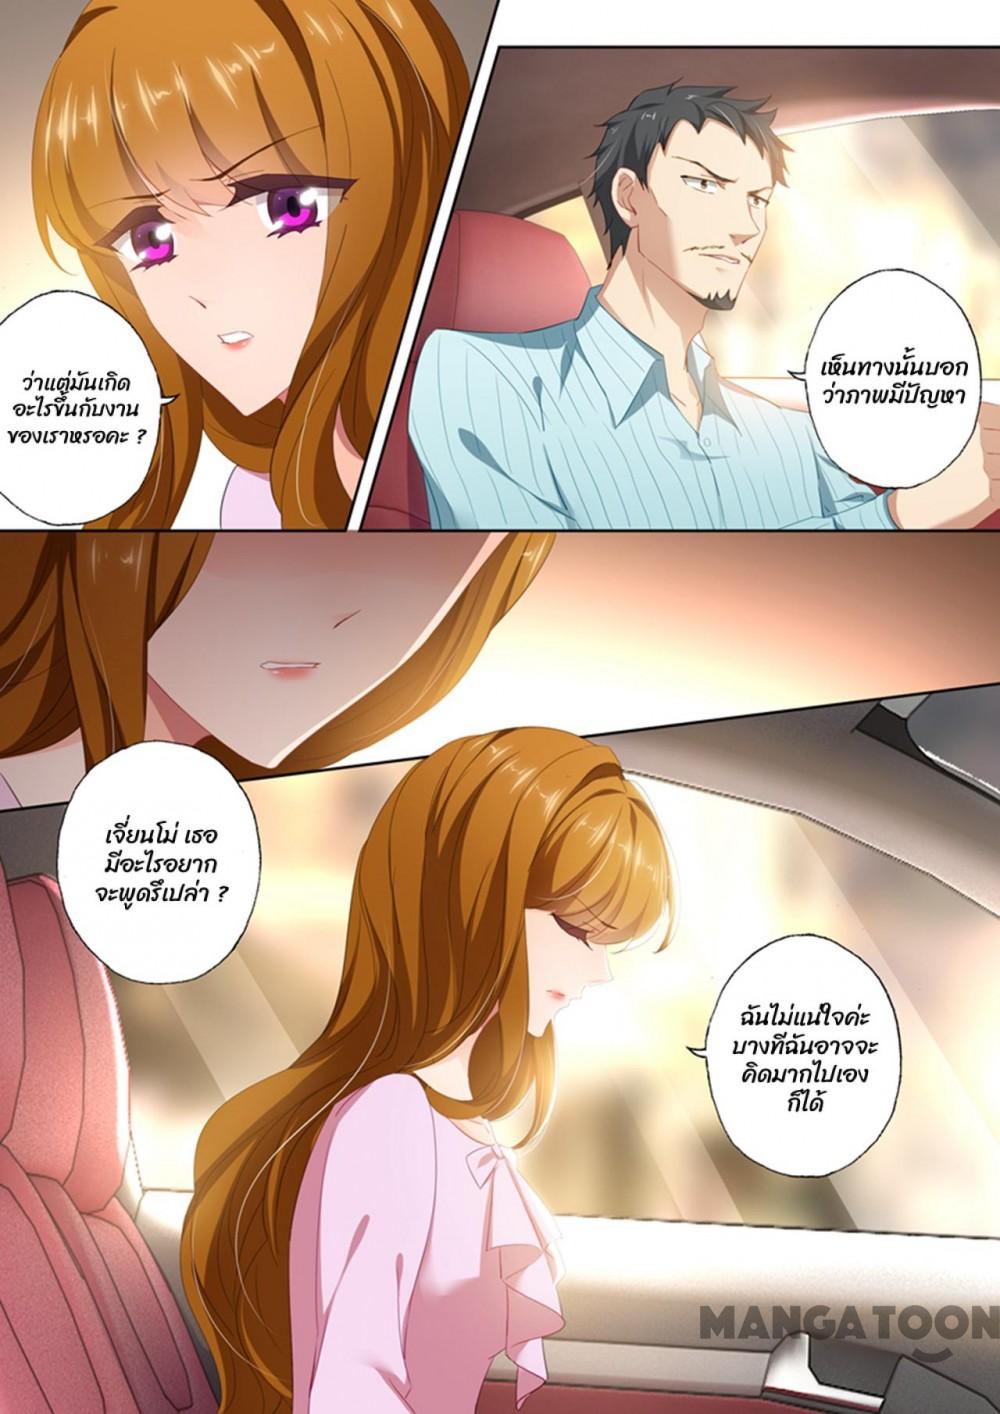 ว่าแต่มันเกิด
อะไรขึ้นกับงาน
ของเราหรอคะ ?
เห็นทางนั้นบอก
ว่าภาพมีปัญหา
เจี่ยนโม่ เธอ
มีอะไรอยาก
จะพูดรึเปล่า ?
ฉันไม่แน่ใจค่ะ
บางทีฉันอาจจะ
คิดมากไปเอง
ก็ได้
MANGATOON